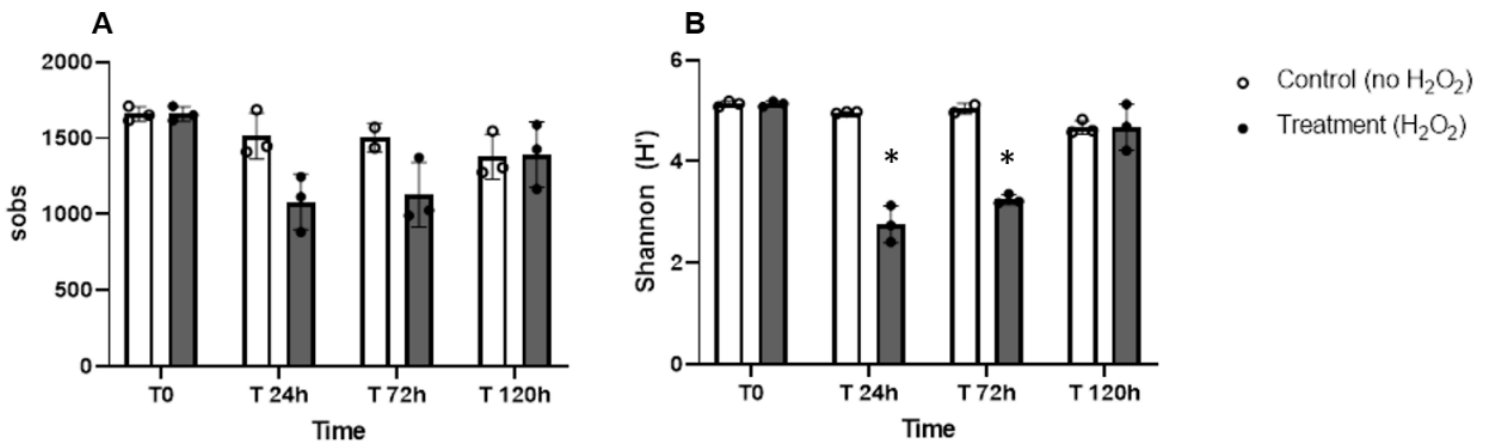 A
2000
1500
1000
500
0
sobs
T0 T 24h T 72h T 120h
Time
B
6
4
2
0
Shannon (H')
* *
T0 T 24h T 72h T 120h
Time
Control (no H₂O₂)
Treatment (H₂O₂)